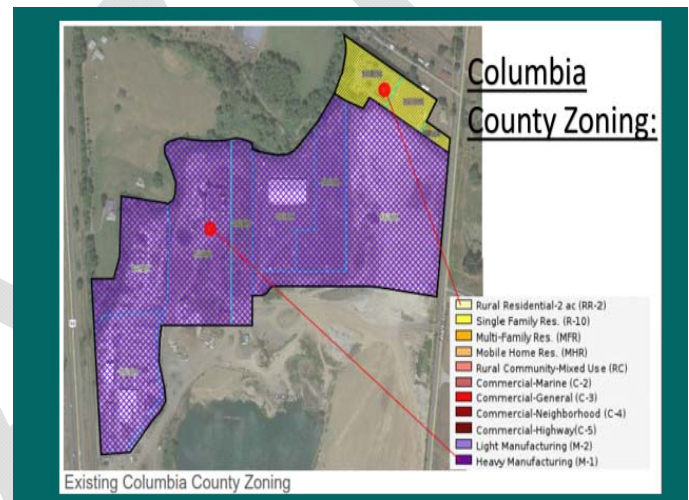 Columbia
County Zoning:
Rural Residential-2 ac (RR-2)
Single Family Res. (R-10)
Multi-Family Res. (MFR)
Mobile Home Res. (MHR)
Rural Community-Mixed Use (RC)
Commercial-Marine (C-2)
Commercial-General (C-3)
Commercial-Neighborhood (C-4)
Commercial-Highway(C-5)
Light Manufacturing (M-2)
Heavy Manufacturing (M-1)
Existing Columbia County Zoning